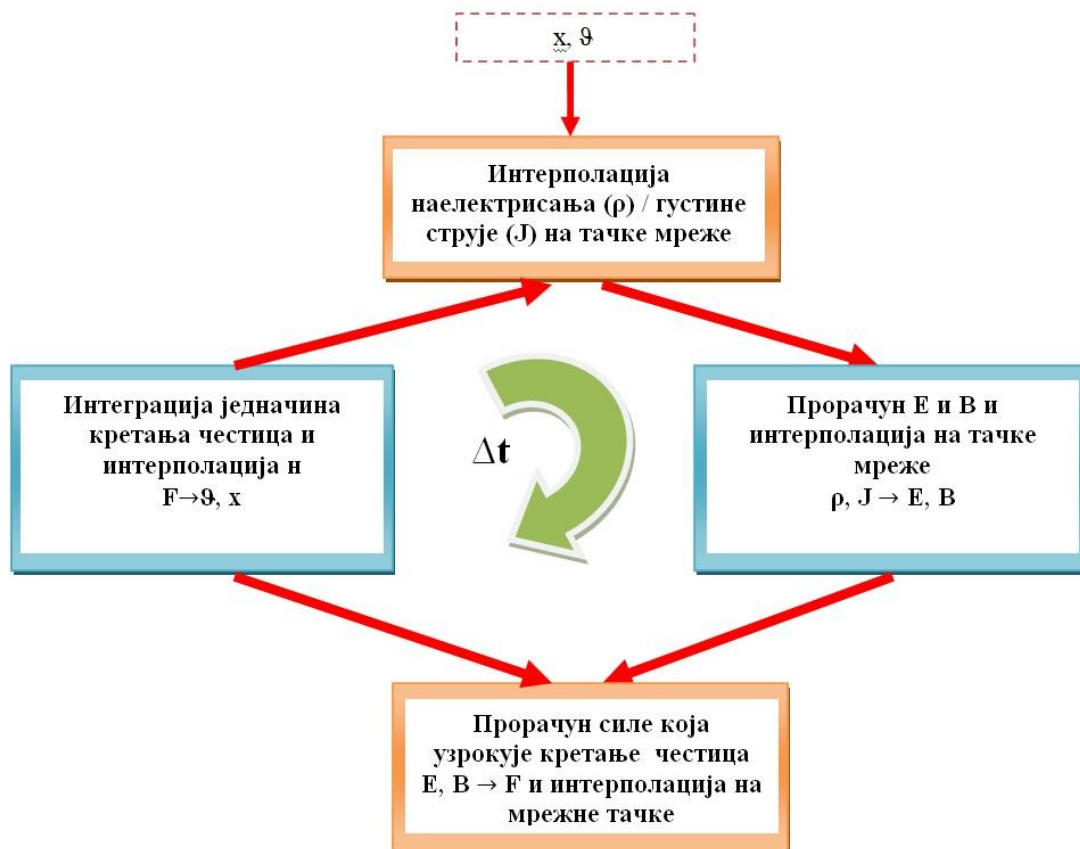 x, ϑ
Интерполација
наелектрисања (ρ) / густине
струје (Ј) на тачке мреже
Интеграција једначина
кретања честица и
интерполација н
F→ϑ, x
Δt
Прорачун Е и В и
интерполација на тачке
мреже
ρ, Ј → Е, В
Прорачун силе која
узрокује кретање честица
Е, В → F и интерполација на
мрежне тачке